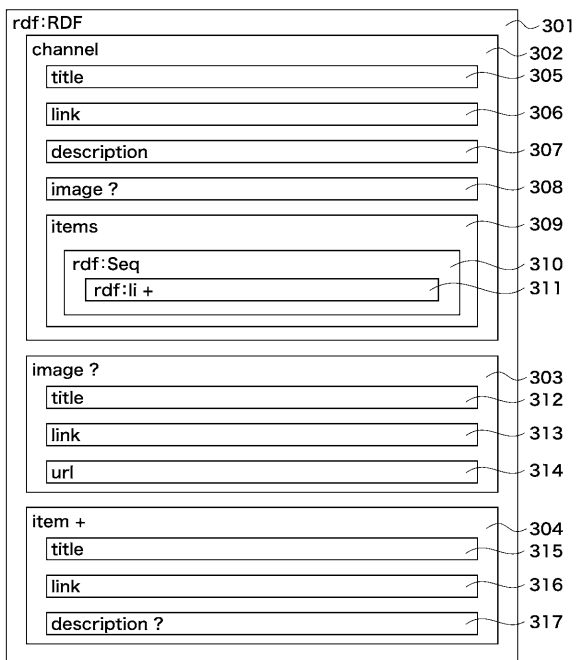 rdf:RDF 301
channel 302
title 305
link 306
description 307
image ? 308
items 309
rdf:Seq 310
rdf:li + 311
image ? 303
title 312
link 313
url 314
item + 304
title 315
link 316
description ? 317